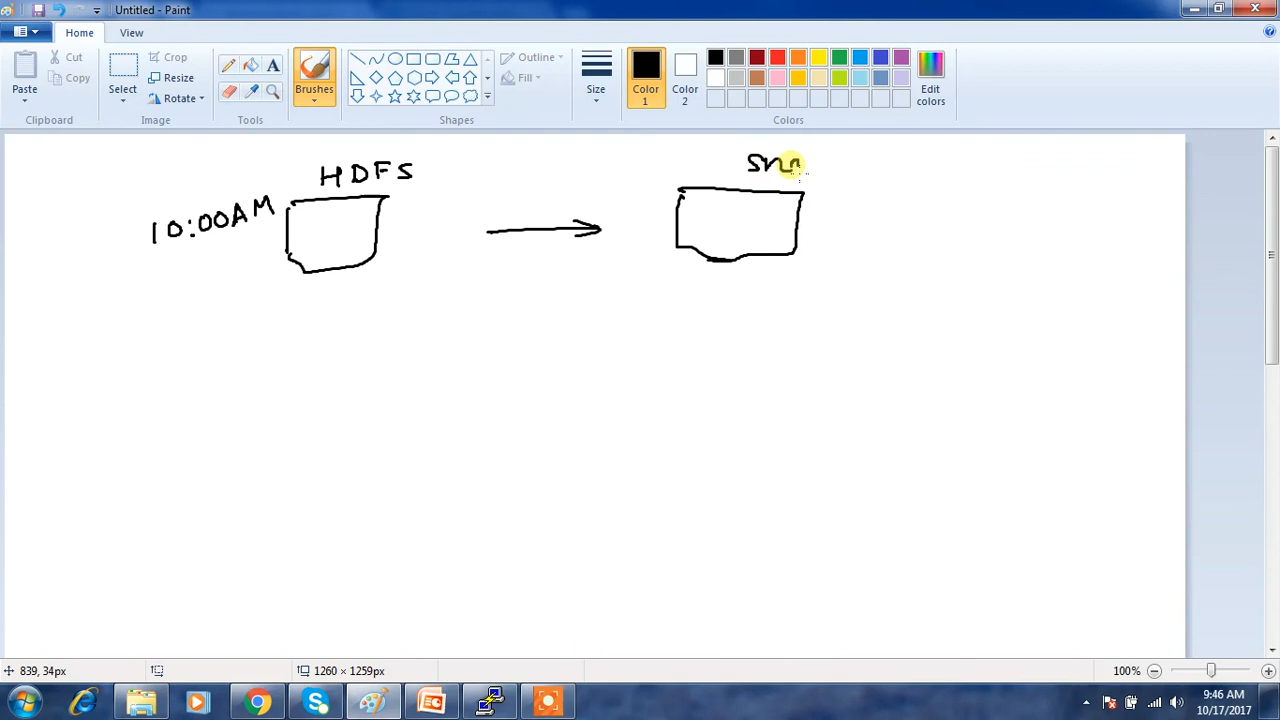 Untitled - Paint
Home
View
Paste
Cut
Copy
Clipboard
Select
Crop
Resize
Rotate
Image
A
Tools
Brushes
Shapes
Outline
Fill
Size
Color
1
Color
2
Edit
colors
Colors
HDFS
10:00AM
839, 34px
1260 × 1259px
100%
9:46 AM
10/17/2017